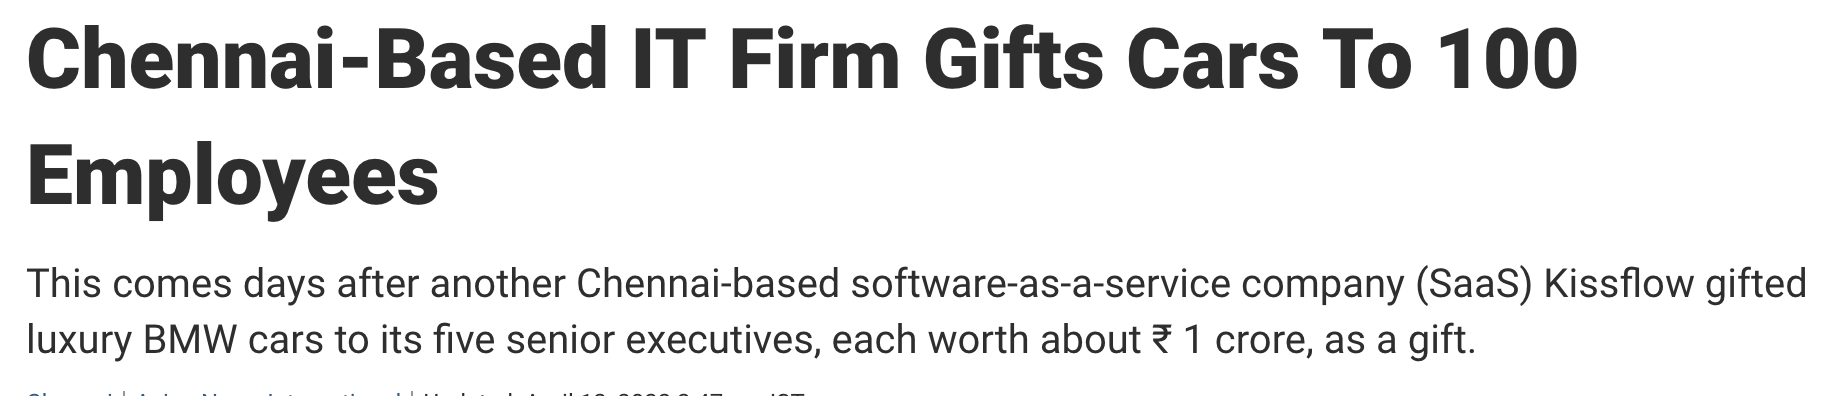 Chennai-Based IT Firm Gifts Cars To 100
Employees
This comes days after another Chennai-based software-as-a-service company (SaaS) Kissflow gifted
luxury BMW cars to its five senior executives, each worth about ₹ 1 crore, as a gift.